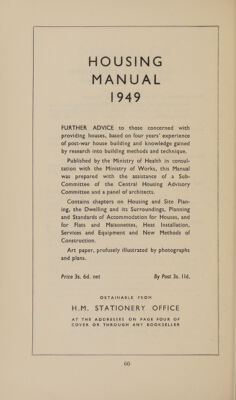 HOUSING
MANUAL
1949
FURTHER ADVICE to those concerned with
providing houses, based on four years' experience
of post-war house building and knowledge gained
by research into building methods and technique.
Published by the Ministry of Health in consul-
tation with the Ministry of Works, this Manual
was prepared with the assistance of a Sub-
Committee of the Central Housing Advisory
Committee and a panel of architects.
Contains chapters on Housing and Site Plan-
ning, the Dwelling and its Surroundings, Planning
and Standards of Accommodation for Houses, and
for Flats and Maisonettes, Heat Installation,
Services and Equipment and New Methods of
Construction.
Art paper, profusely illustrated by photographs
and plans.
Price 3s. 6d. net By Post 3s. 11d.
OBTAINABLE FROM
H.M. STATIONERY OFFICE
AT THE ADDRESSES ON PAGE FOUR OF
COVER OR THROUGH ANY BOOKSELLER
60